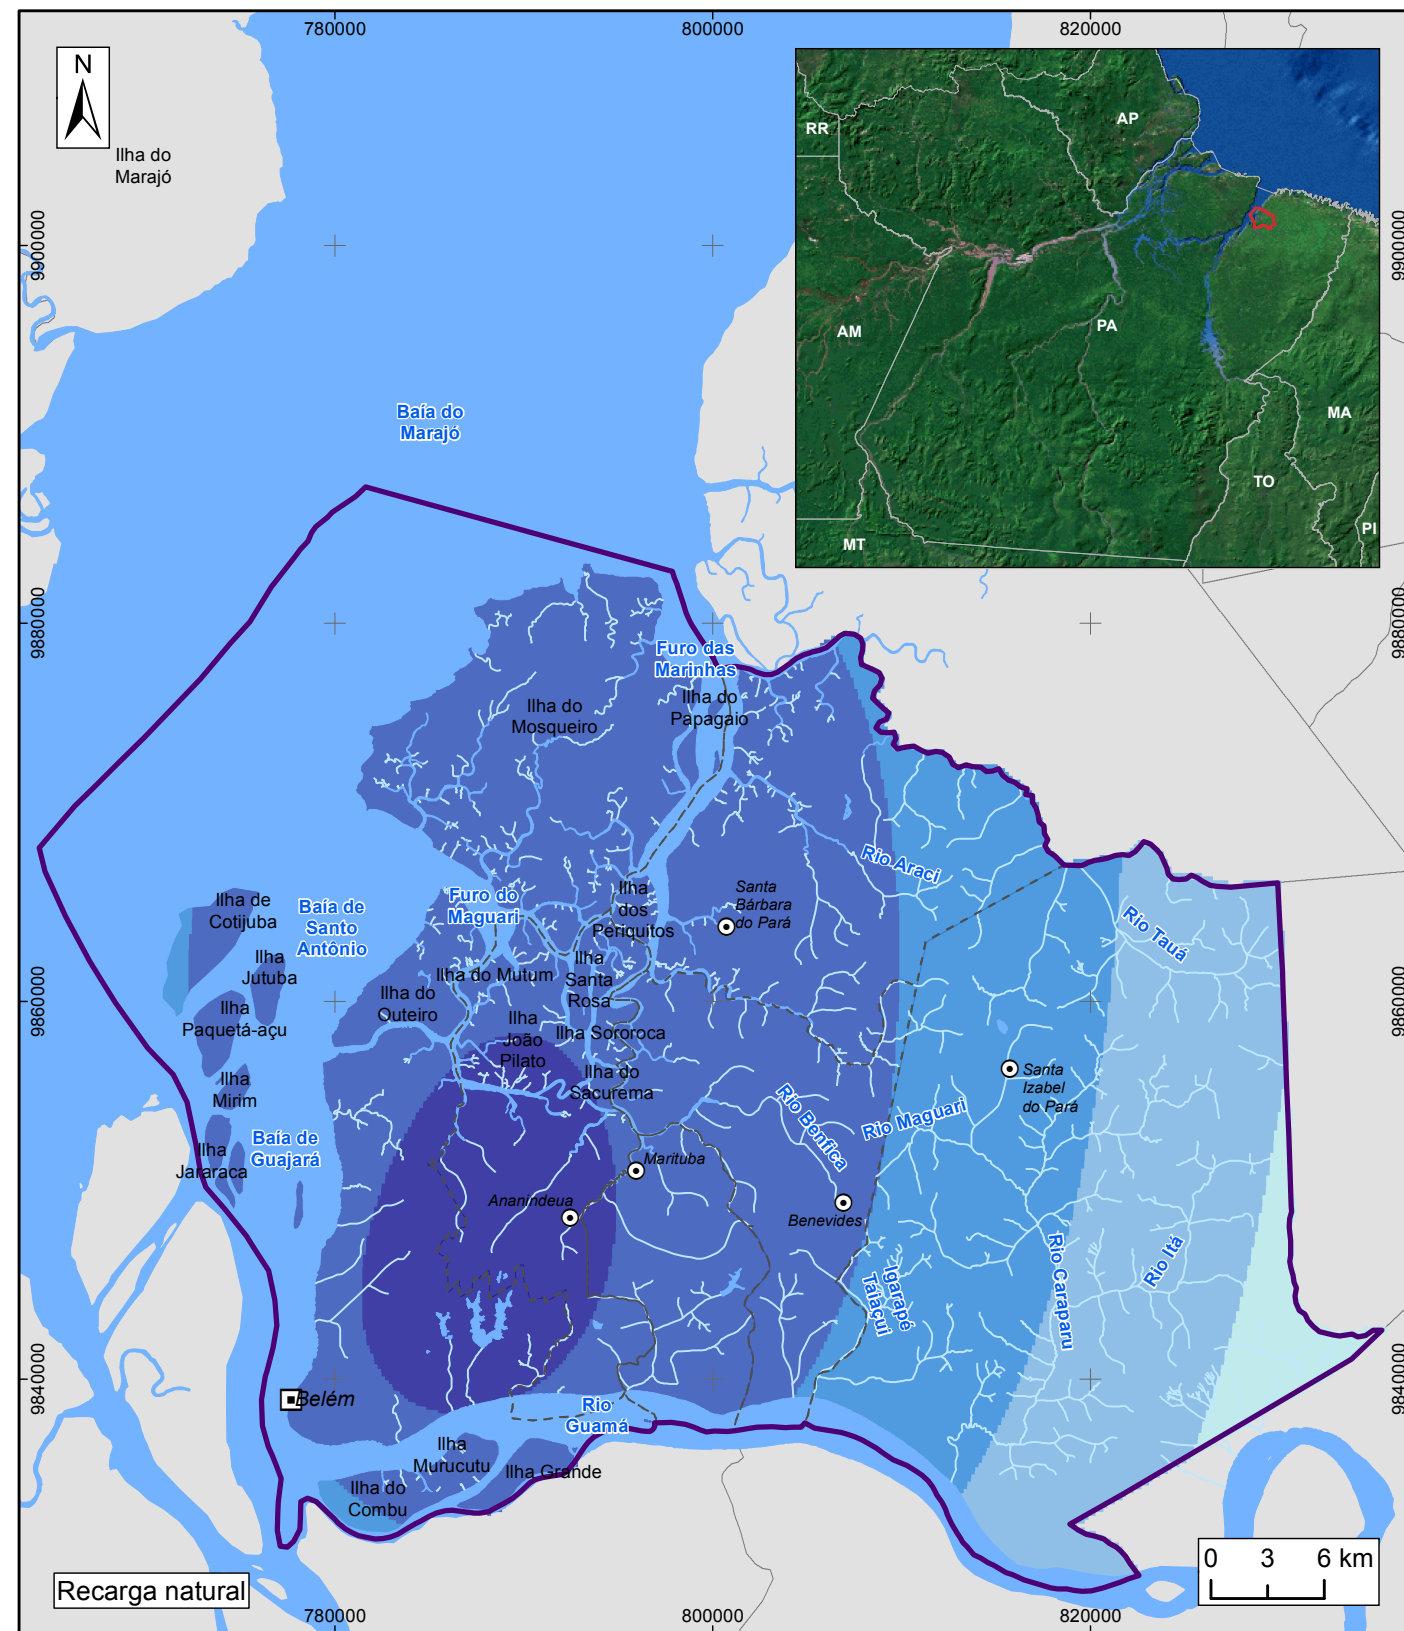 780000
800000
820000
N
Ilha do
Marajó
RR
AP
AM
PA
MA
TO
PI
MT
9900000
9900000
Baía do
Marajó
9880000
9880000
Furo das
Marinhas
Ilha do
Papagaio
Ilha do
Mosqueiro
Rio Araci
Ilha de
Cotijuba
Baía de
Santo
Antônio
Furo do
Maguari
Ilha
dos
Periquitos
Santa
Bárbara
do Pará
Rio Tauá
Ilha
Jutuba
Ilha do Mutum
Ilha
Santa
Rosa
Ilha do
Outeiro
9860000
9860000
Ilha
Paquetá-açu
Ilha
João
Pilato
Ilha Sororoca
Ilha
Mirim
Ilha do
Sacurema
Santa
Izabel
do Pará
Rio Benfica
Rio Maguari
Baía de
Guajará
Ilha
Jararaca
Marituba
Ananindeua
Benevides
Igarapé
Taiaçui
Rio Caraparu
Rio Itá
9840000
9840000
Belém
Rio
Guamá
Ilha
Murucutu
Ilha Grande
Ilha do
Combu
0 3 6 km
Recarga natural
780000
800000
820000